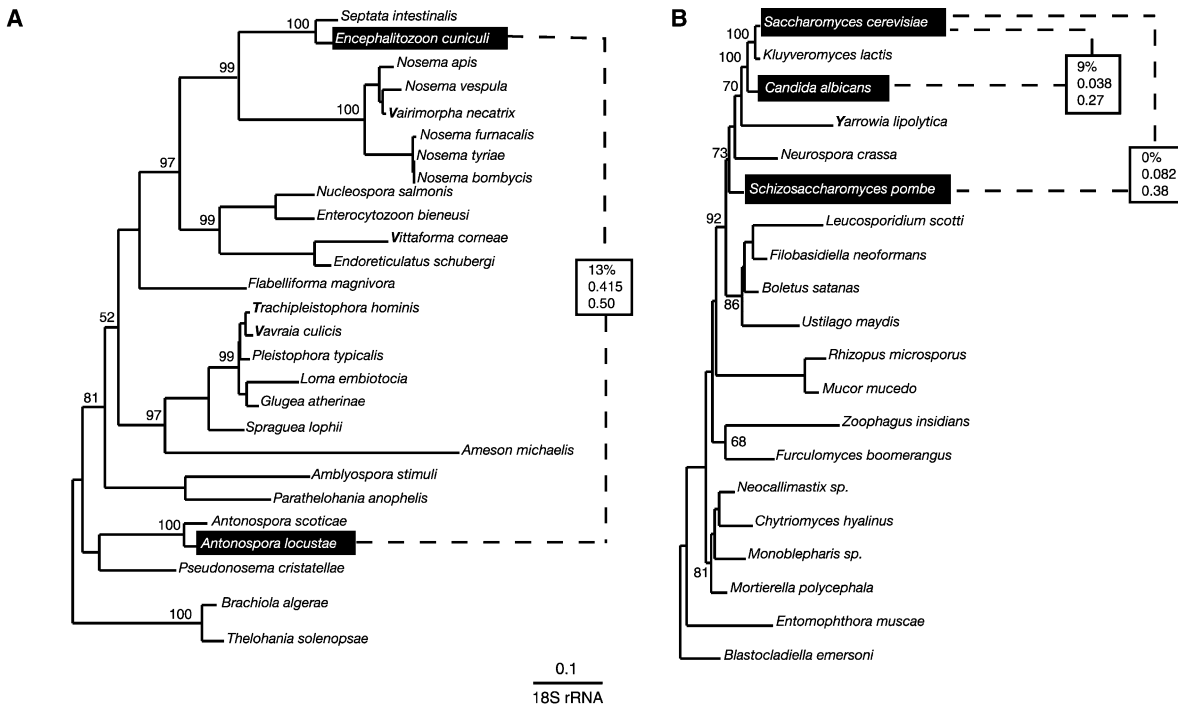 A
100
Septata intestinalis
Encephalitozoon cuniculi
99
Nosema apis
Nosema vespula
100
Vairimorpha necatrix
Nosema furnacalis
Nosema tyriae
Nosema bombycis
97
Nucleospora salmonis
99
Enterocytozoon bieneusi
Vittaforma corneae
Endoreticulatus schubergi
Flabelliforma magnivora
13%
0.415
0.50
52
Trachipleistophora hominis
Vavraia culicis
99
Pleistophora typicalis
Loma embiotocia
Glugea atherinae
81
97
Spraguea lophii
Ameson michaelis
Amblyospora stimuli
Parathelohania anophelis
100
Antonospora scoticae
Antonospora locustae
Pseudonosema cristatellae
100
Brachiola algerae
Thelohania solenopsae
0.1
18S rRNA
B
Saccharomyces cerevisiae
100
Kluyveromyces lactis
100
70
Candida albicans
9%
0.038
0.27
Yarrowia lipolytica
73
Neurospora crassa
Schizosaccharomyces pombe
0%
0.082
0.38
92
Leucosporidium scotti
Filobasidiella neoformans
Boletus satanas
86
Ustilago maydis
Rhizopus microsporus
Mucor mucedo
Zoophagus insidians
68
Furculomyces boomerangus
Neocallimastix sp.
Chytriomyces hyalinus
Monoblepharis sp.
81
Mortierella polycephala
Entomophthora muscae
Blastocladiella emersoni